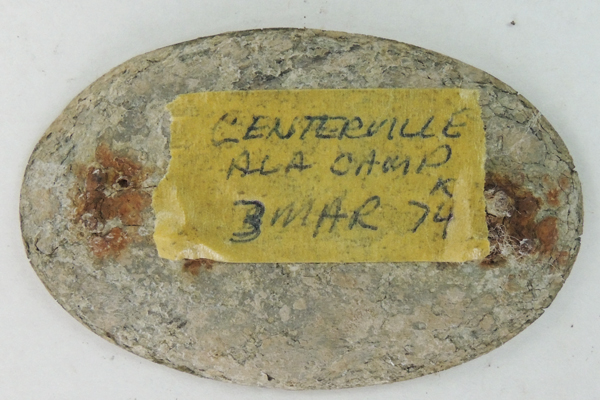 CENTERVILLE
ALA CAMP
K
3 MAR 74